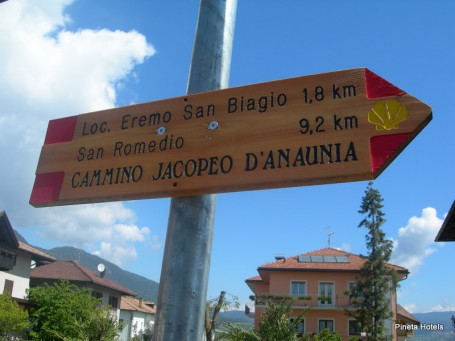 Loc. Eremo San Biagio 1,8 km
San Romedio 9,2 km
CAMMINO JACOPEO D'ANAUNIA
Pineta Hotels